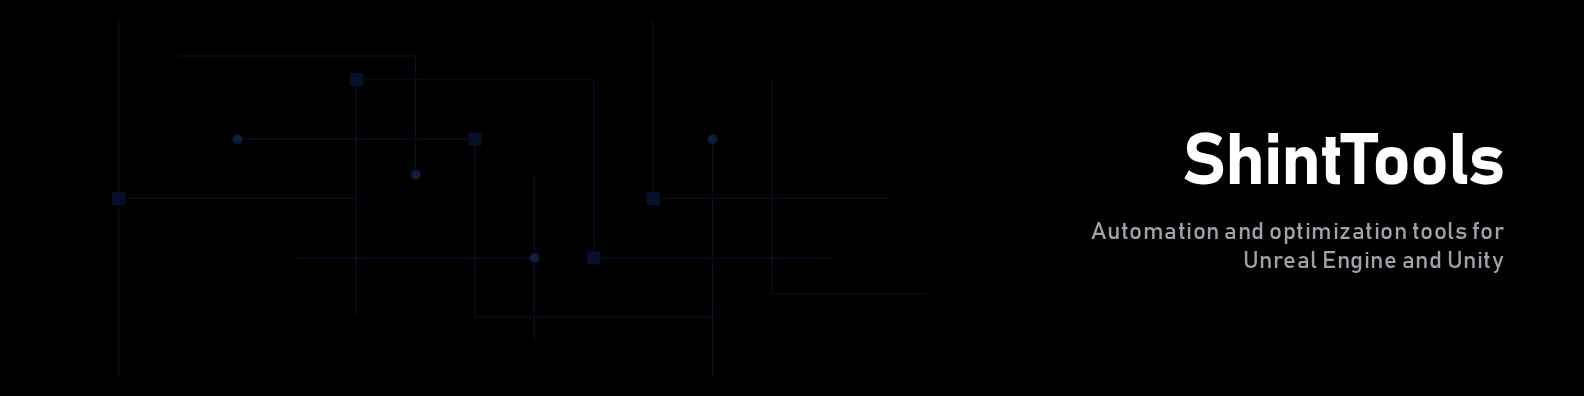 ShintTools
Automation and optimization tools for
Unreal Engine and Unity